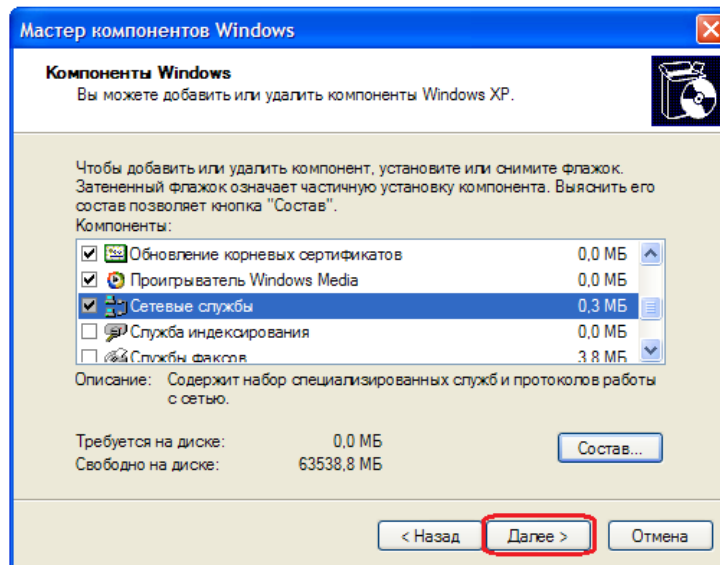 Мастер компонентов Windows
Компоненты Windows
Вы можете добавить или удалить компоненты Windows XP.
Чтобы добавить или удалить компонент, установите или снимите флажок.
Затененный флажок означает частичную установку компонента. Выяснить его
состав позволяет кнопка "Состав".
Компоненты:
Обновление корневых сертификатов 0,0 МБ
Проигрыватель Windows Media 0,0 МБ
Сетевые службы 0,3 МБ
Служба индексирования 0,0 МБ
Службы факсов 3,8 МБ
Описание: Содержит набор специализированных служб и протоколов работы
с сетью.
Требуется на диске: 0,0 МБ
Свободно на диске: 63538,8 МБ
Состав...
< Назад Далее > Отмена